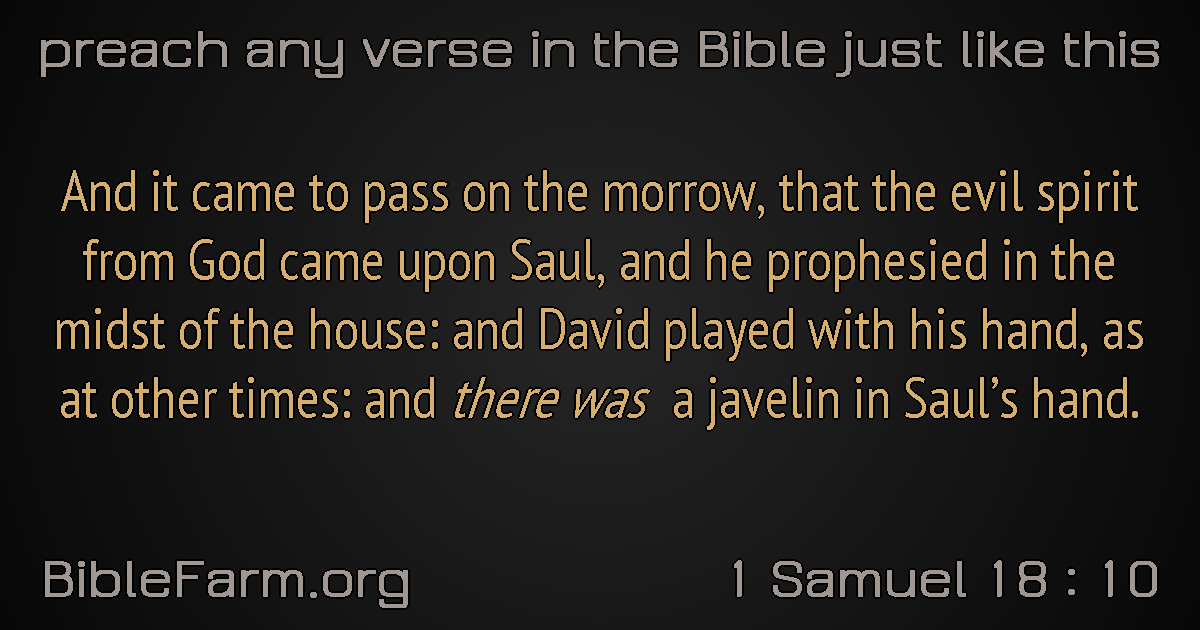 preach any verse in the Bible just like this
And it came to pass on the morrow, that the evil spirit
from God came upon Saul, and he prophesied in the
midst of the house: and David played with his hand, as
at other times: and there was a javelin in Saul’s hand.
BibleFarm.org
1 Samuel 18 : 10